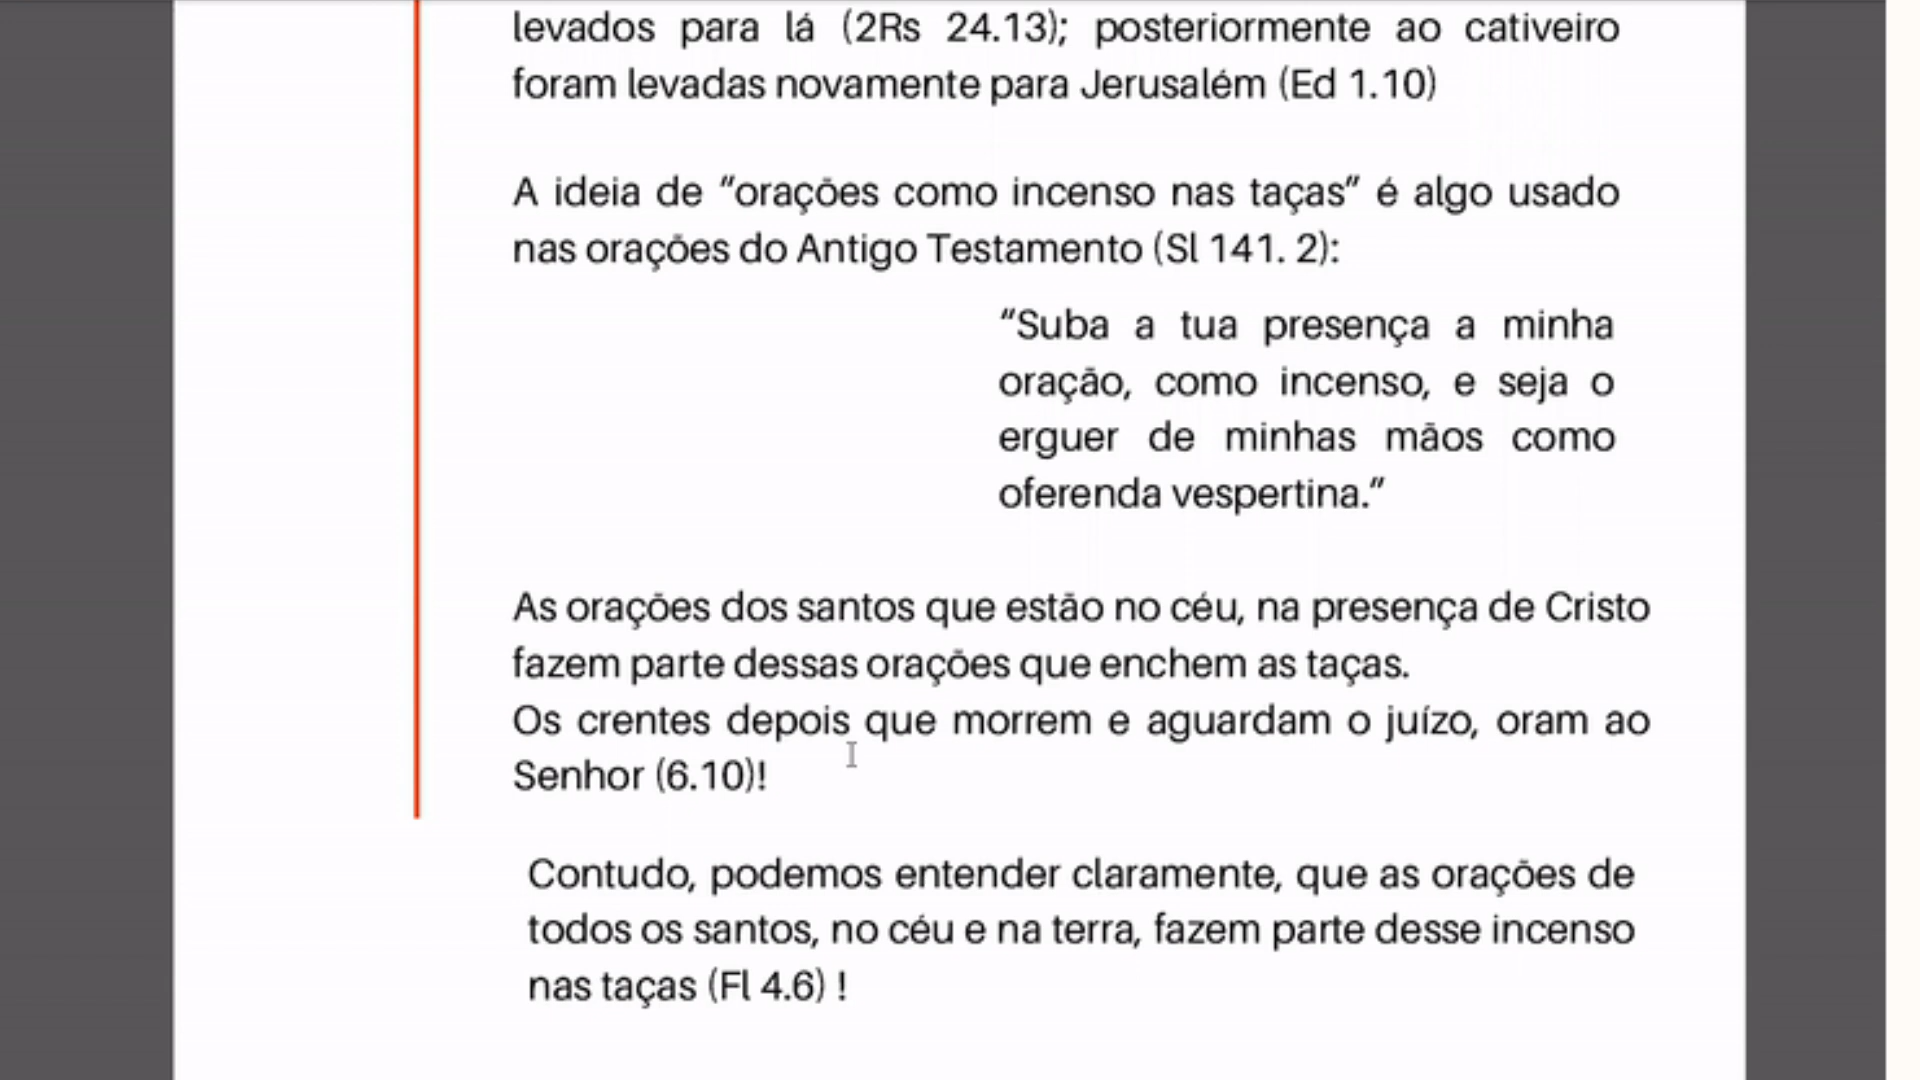 levados para lá (2Rs 24.13); posteriormente ao cativeiro
foram levadas novamente para Jerusalém (Ed 1.10)
A ideia de "orações como incenso nas taças" é algo usado
nas orações do Antigo Testamento (Sl 141. 2):
"Suba a tua presença a minha
oração, como incenso, e seja o
erguer de minhas mãos como
oferenda vespertina."
As orações dos santos que estão no céu, na presença de Cristo
fazem parte dessas orações que enchem as taças.
Os crentes depois que morrem e aguardam o juízo, oram ao
Senhor (6.10)!
Contudo, podemos entender claramente, que as orações de
todos os santos, no céu e na terra, fazem parte desse incenso
nas taças (Fl 4.6) !